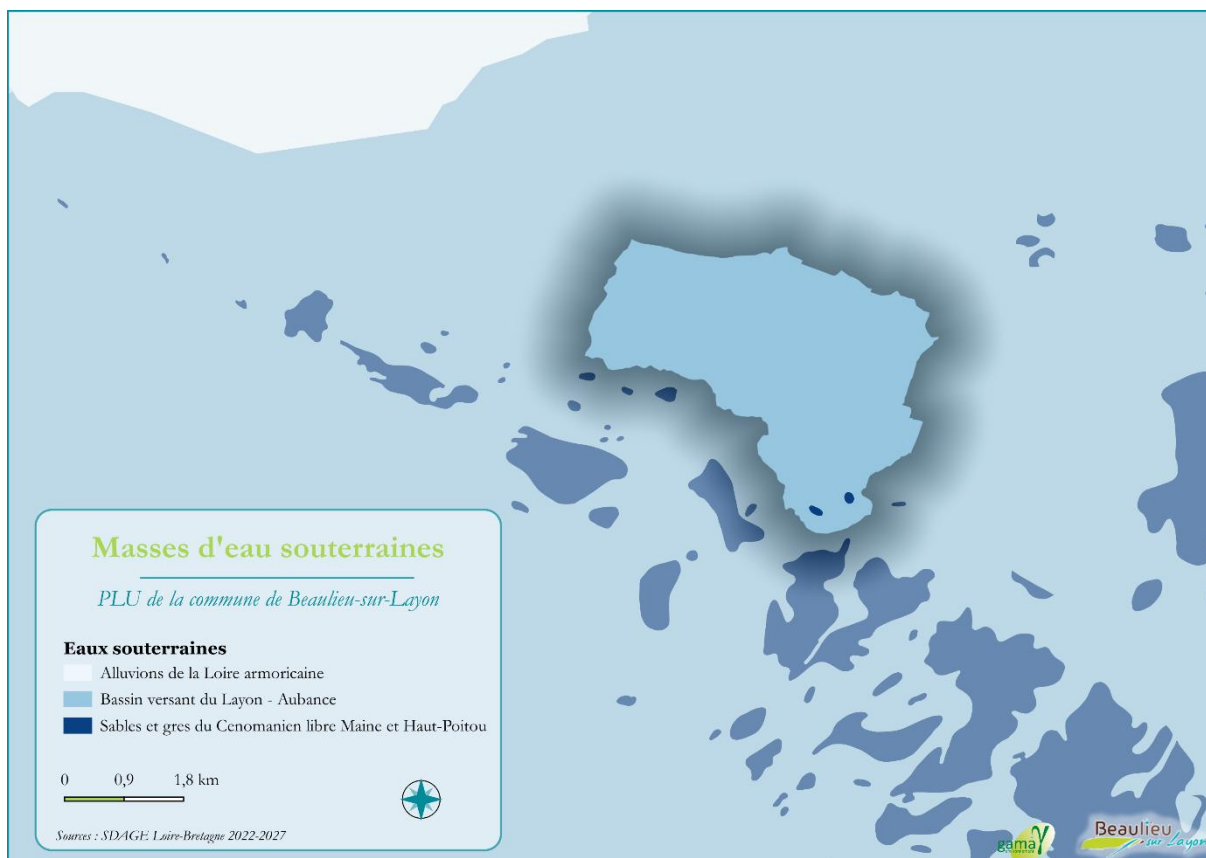 Masses d'eau souterraines
PLU de la commune de Beaulieu-sur-Layon
Eaux souterraines
Alluvions de la Loire armoricaine
Bassin versant du Layon - Aubance
Sables et gres du Cenomanien libre Maine et Haut-Poitou
0 0,9 1,8 km
Sources : SDAGE Loire-Bretagne 2022-2027
gama
Beaulieu
sur Layon